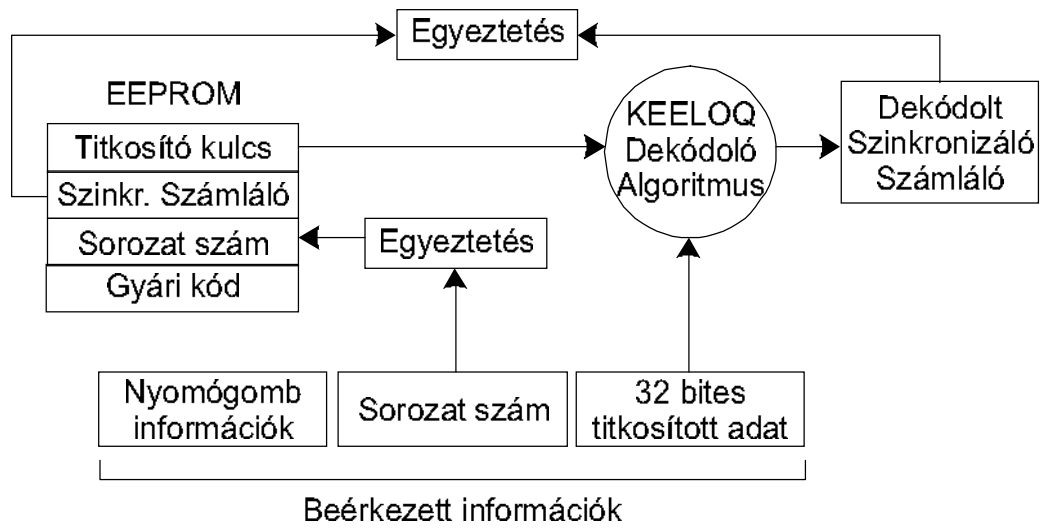 Egyeztetés
EEPROM
Titkosító kulcs
Szinkr. Számláló
Sorozat szám
Gyári kód
Egyeztetés
KEELOQ
Dekódoló
Algoritmus
Dekódolt
Szinkronizáló
Számláló
Nyomógomb
információk
Sorozat szám
32 bites
titkosított adat
Beérkezett információk